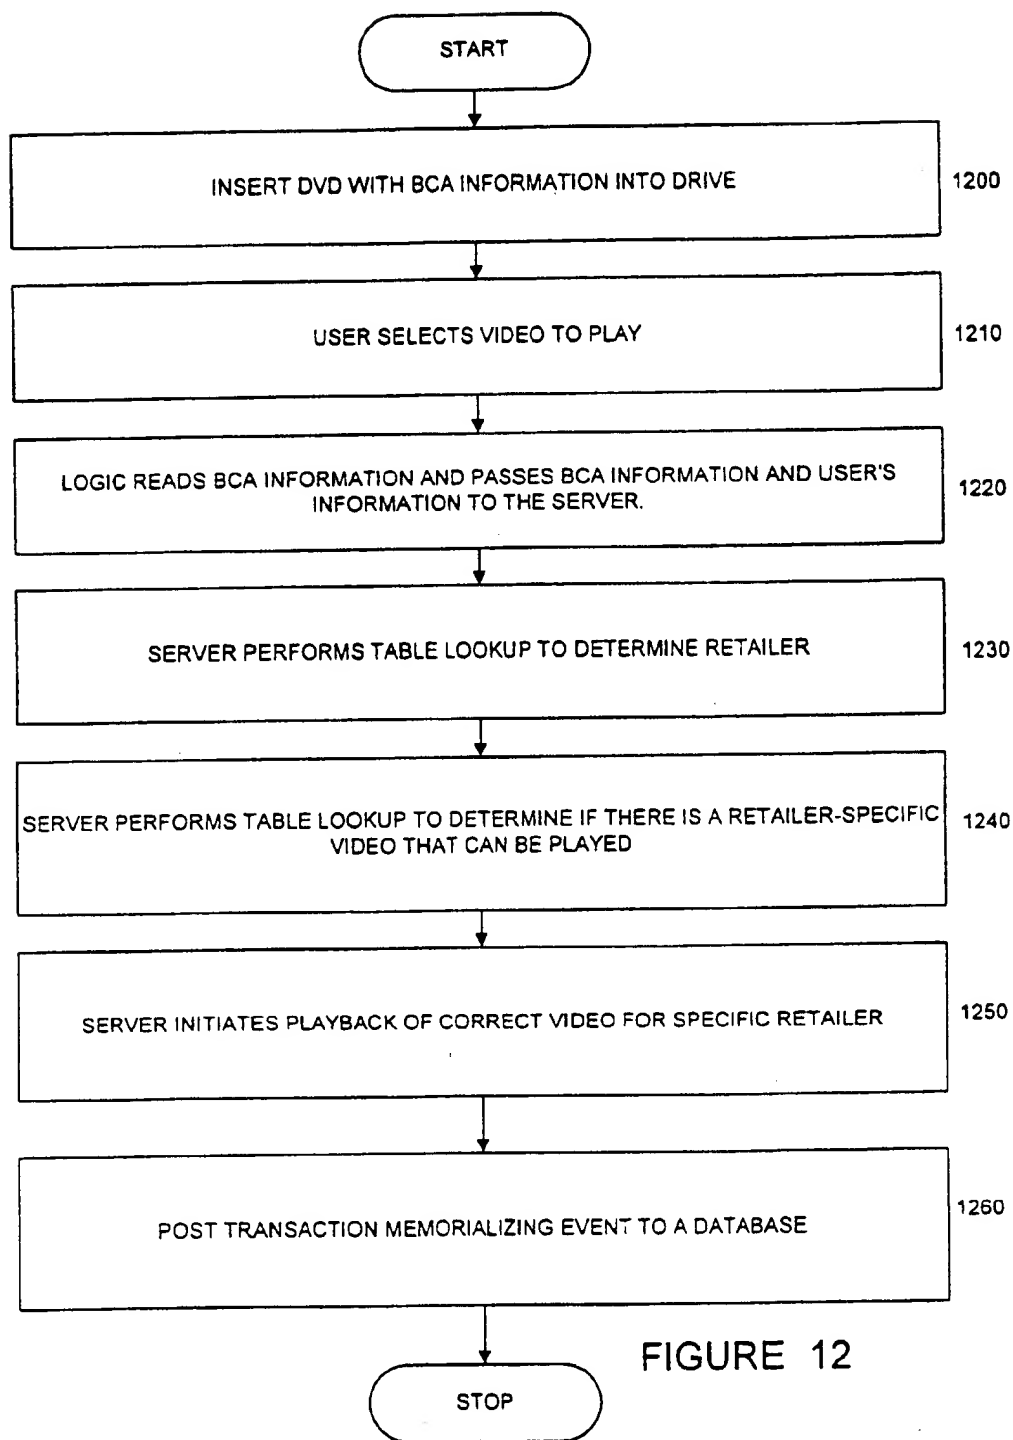 START
INSERT DVD WITH BCA INFORMATION INTO DRIVE
1200
USER SELECTS VIDEO TO PLAY
1210
LOGIC READS BCA INFORMATION AND PASSES BCA INFORMATION AND USER'S
INFORMATION TO THE SERVER.
1220
SERVER PERFORMS TABLE LOOKUP TO DETERMINE RETAILER
1230
SERVER PERFORMS TABLE LOOKUP TO DETERMINE IF THERE IS A RETAILER-SPECIFIC
VIDEO THAT CAN BE PLAYED
1240
SERVER INITIATES PLAYBACK OF CORRECT VIDEO FOR SPECIFIC RETAILER
1250
POST TRANSACTION MEMORIALIZING EVENT TO A DATABASE
1260
FIGURE 12
STOP